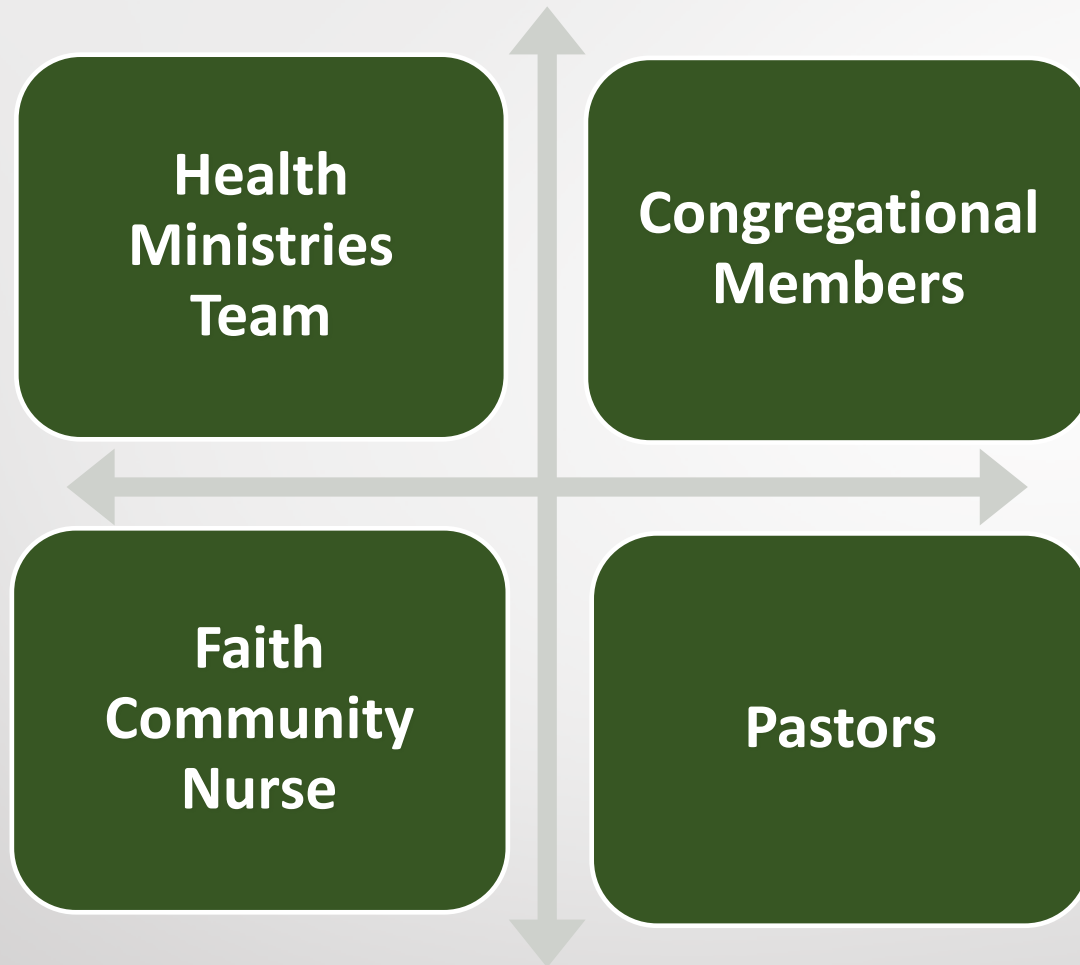 Health
Ministries
Team
Congregational
Members
Faith
Community
Nurse
Pastors